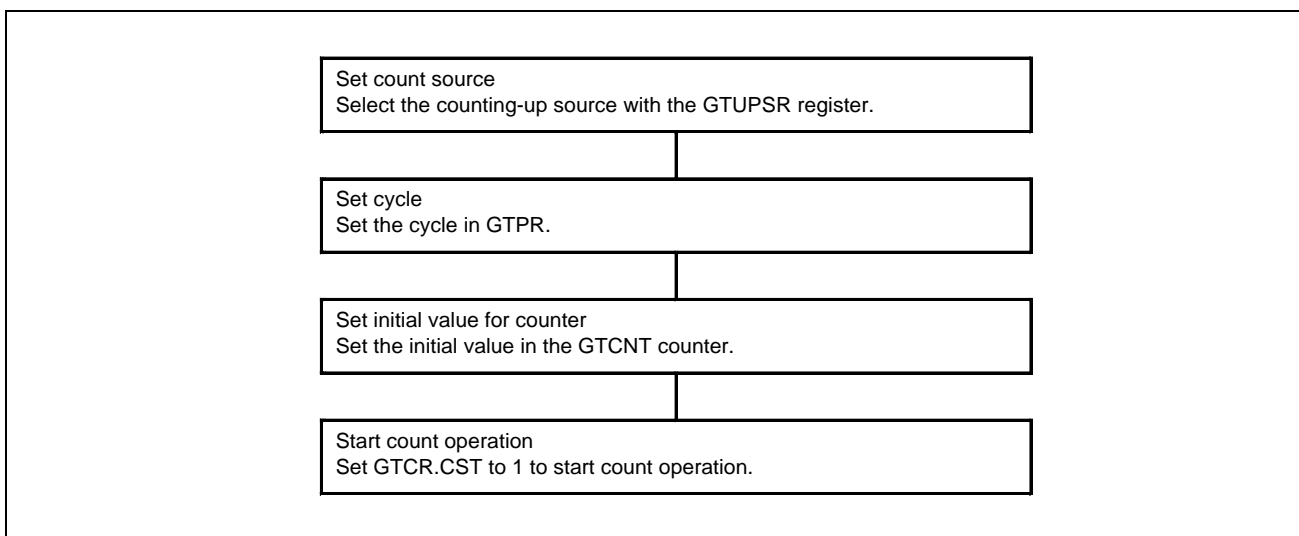 Set count source
Select the counting-up source with the GTUPSR register.
Set cycle
Set the cycle in GTPR.
Set initial value for counter
Set the initial value in the GTCNT counter.
Start count operation
Set GTCR.CST to 1 to start count operation.